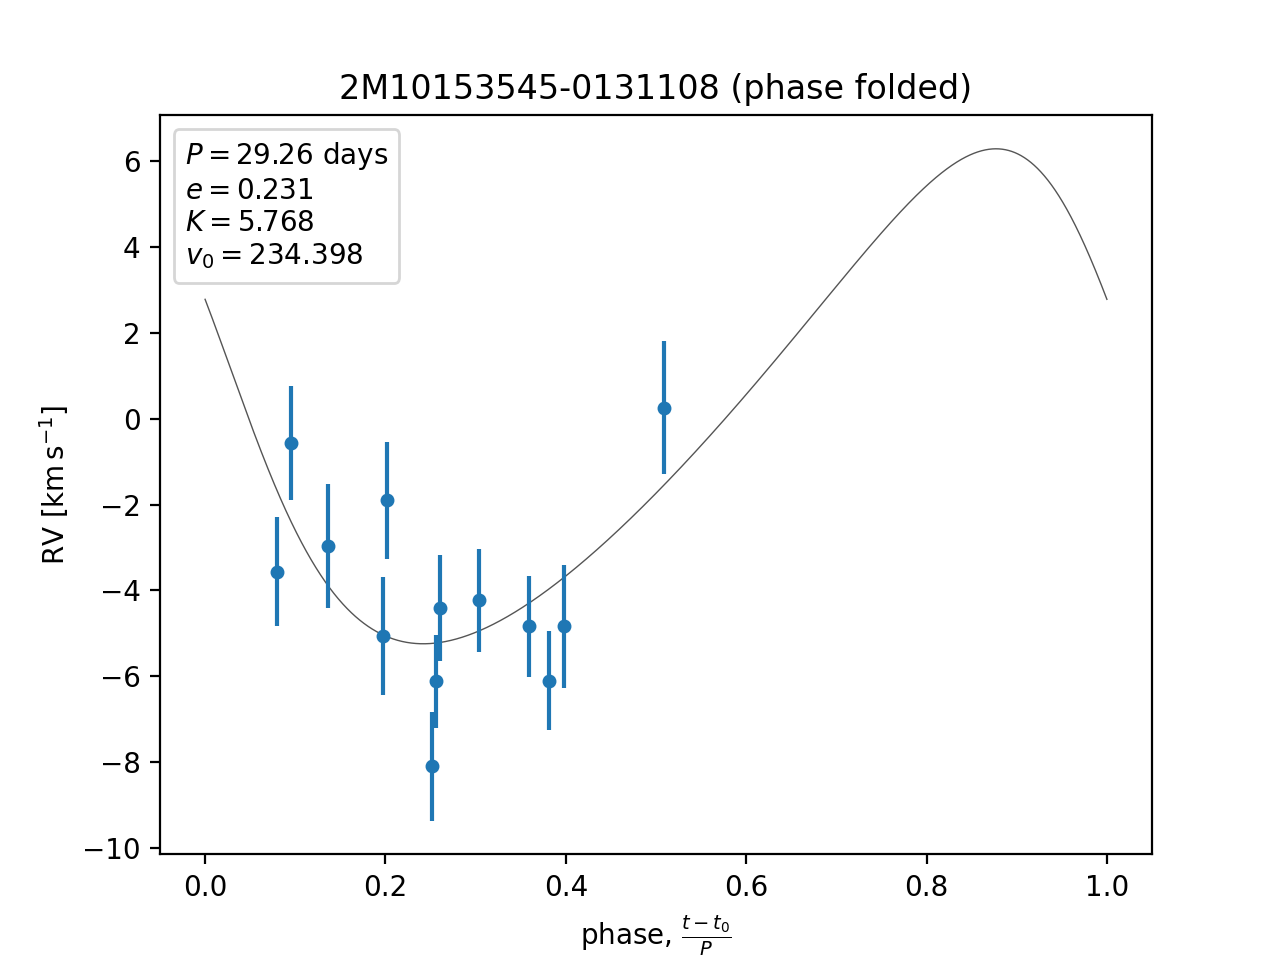 2M10153545-0131108 (phase folded)
P = 29.26 days
e = 0.231
K = 5.768
v₀ = 234.398
6
4
2
0
−2
−4
−6
−8
−10
RV [km s⁻¹]
0.0 0.2 0.4 0.6 0.8 1.0
phase, (t − t₀)/P